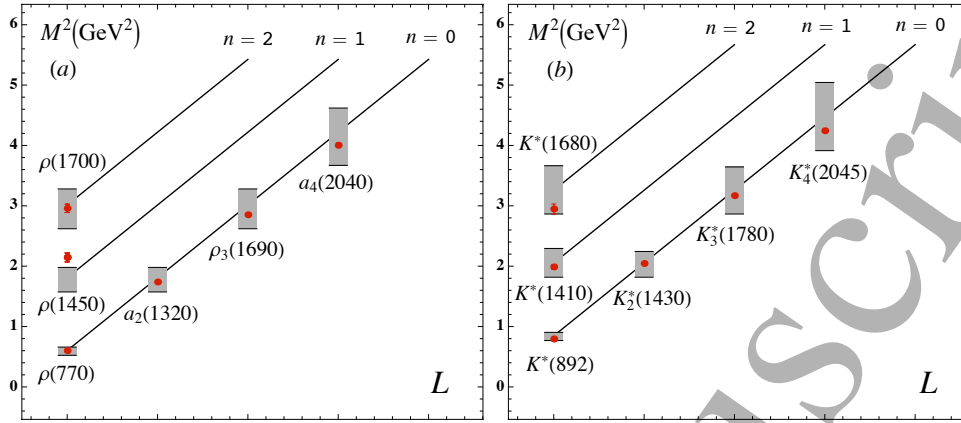 M²(GeV²)
(a)
n = 2
n = 1
n = 0
6
5
4
3
2
1
0
ρ(1700)
ρ(1450)
ρ(770)
a₂(1320)
ρ₃(1690)
a₄(2040)
L
M²(GeV²)
(b)
n = 2
n = 1
n = 0
6
5
4
3
2
1
0
K*(1680)
K*(1410)
K*(892)
K₂*(1430)
K₃*(1780)
K₄*(2045)
L
scri